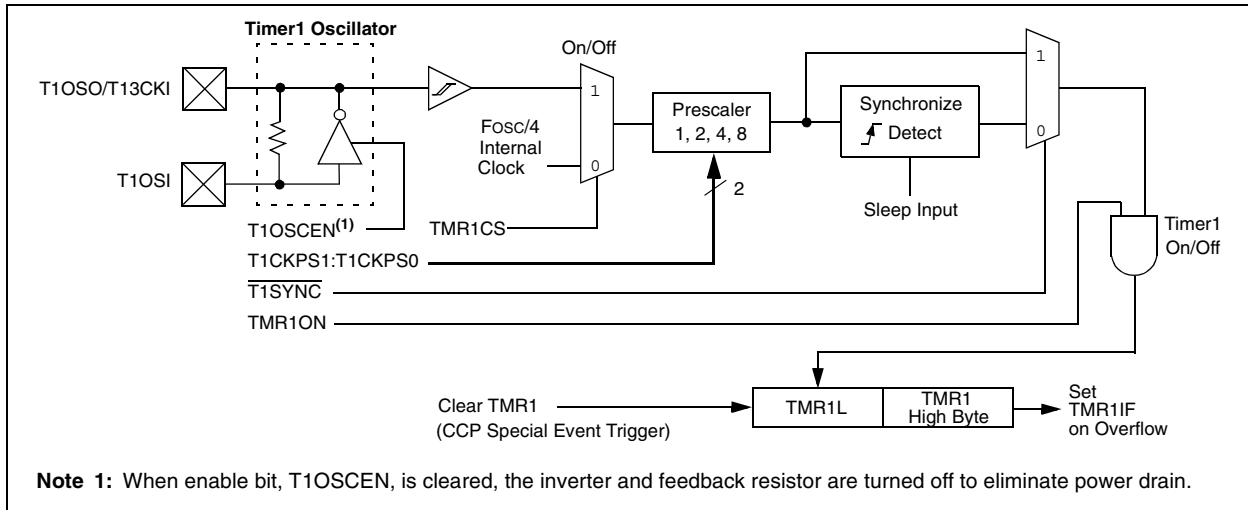 Timer1 Oscillator
T1OSO/T13CKI
T1OSI
On/Off
1
0
FOSC/4
Internal
Clock
Prescaler
1, 2, 4, 8
2
Synchronize
Detect
Sleep Input
1
0
T1OSCEN(1)
TMR1CS
T1CKPS1:T1CKPS0
T1SYNC
TMR1ON
Timer1
On/Off
Clear TMR1
(CCP Special Event Trigger)
TMR1L
TMR1
High Byte
Set
TMR1IF
on Overflow
Note 1: When enable bit, T1OSCEN, is cleared, the inverter and feedback resistor are turned off to eliminate power drain.